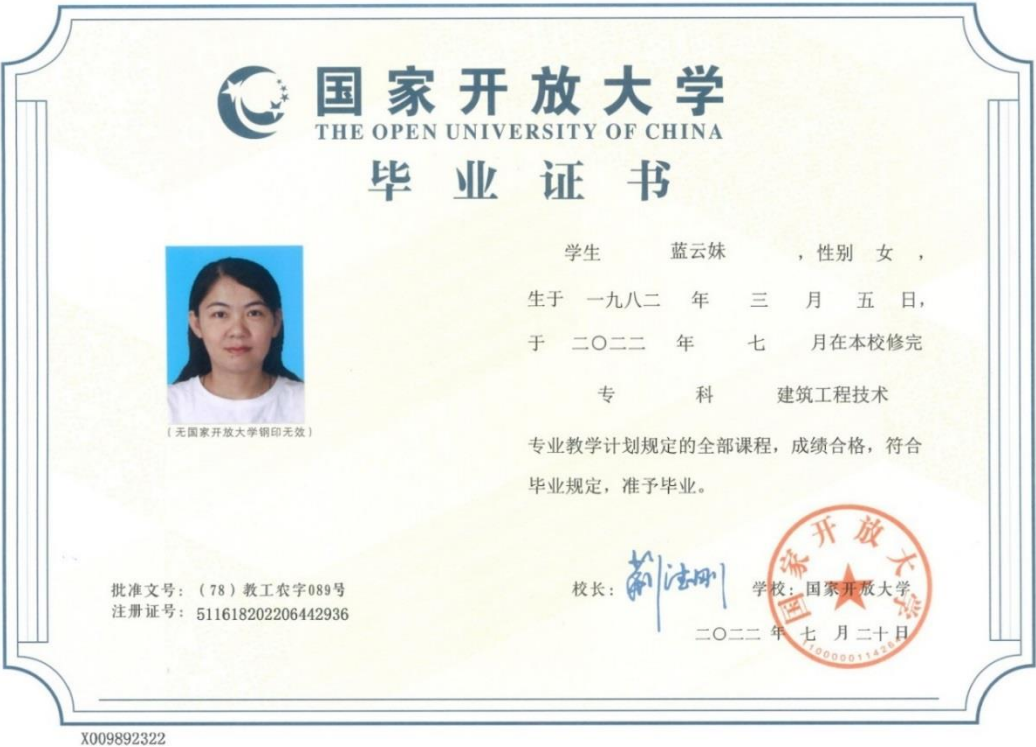 国家开放大学
THE OPEN UNIVERSITY OF CHINA
毕业证书
学生 蓝云妹 ，性别 女 ，
生于 一九八二 年 三 月 五 日，
于 二〇二二 年 七 月在本校修完
专 科 建筑工程技术
专业教学计划规定的全部课程，成绩合格，符合
毕业规定，准予毕业。
(无国家开放大学钢印无效)
批准文号：（78）教工农字089号
注册证号：511618202206442936
校长：荆德刚
学校：国家开放大学
二〇二二 年 七 月 二十日
国家开放大学
X009892322